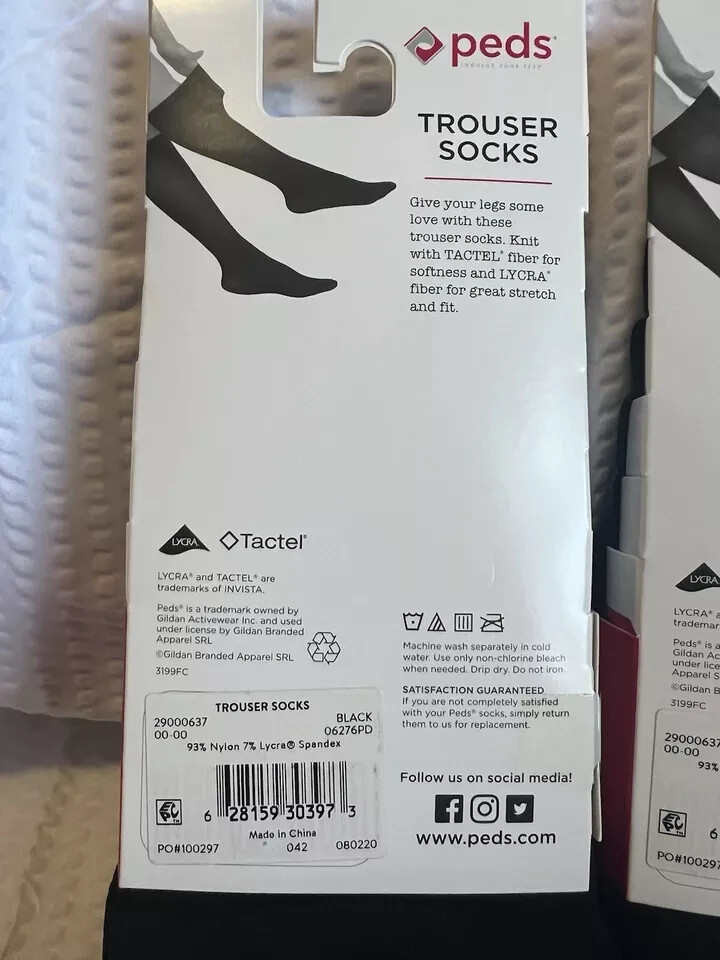 peds
INDULGE YOUR FEET
TROUSER
SOCKS
Give your legs some
love with these
trouser socks. Knit
with TACTEL® fiber for
softness and LYCRA®
fiber for great stretch
and fit.
LYCRA
Tactel®
LYCRA® and TACTEL® are
trademarks of INVISTA.
Peds® is a trademark owned by
Gildan Activewear Inc. and used
under license by Gildan Branded
Apparel SRL
©Gildan Branded Apparel SRL
3199FC
Machine wash separately in cold
water. Use only non-chlorine bleach
when needed. Drip dry. Do not iron.
SATISFACTION GUARANTEED
If you are not completely satisfied
with your Peds® socks, simply return
them to us for replacement.
Follow us on social media!
www.peds.com
TROUSER SOCKS
29000637 BLACK
00-00 06276PD
93% Nylon 7% Lycra® Spandex
6 28159 30397 3
Made in China
PO#100297 042 080220
LYCRA
LYCRA® a
trademar
Peds® is a
Gildan Ac
under lice
Apparel S
©Gildan B
3199FC
29000637
00-00
93%
6
PO#100297